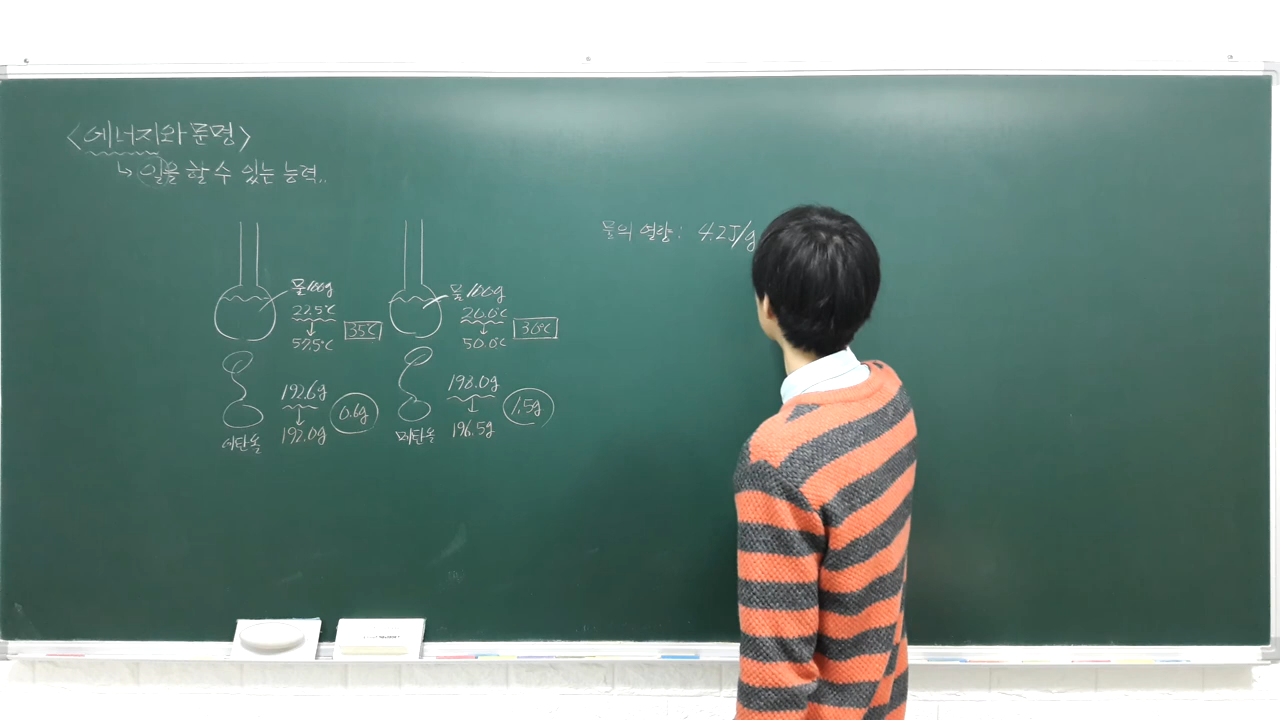 <에너지와 문명>
↳ 일을 할 수 있는 능력..
물 100g
22.5℃
↓
57.5℃
35℃
192.6g
↓
192.0g
0.6g
에탄올
물 100g
20.0℃
↓
50.0℃
30℃
198.0g
↓
196.5g
1.5g
메탄올
물의 열량 : 4.2J/g